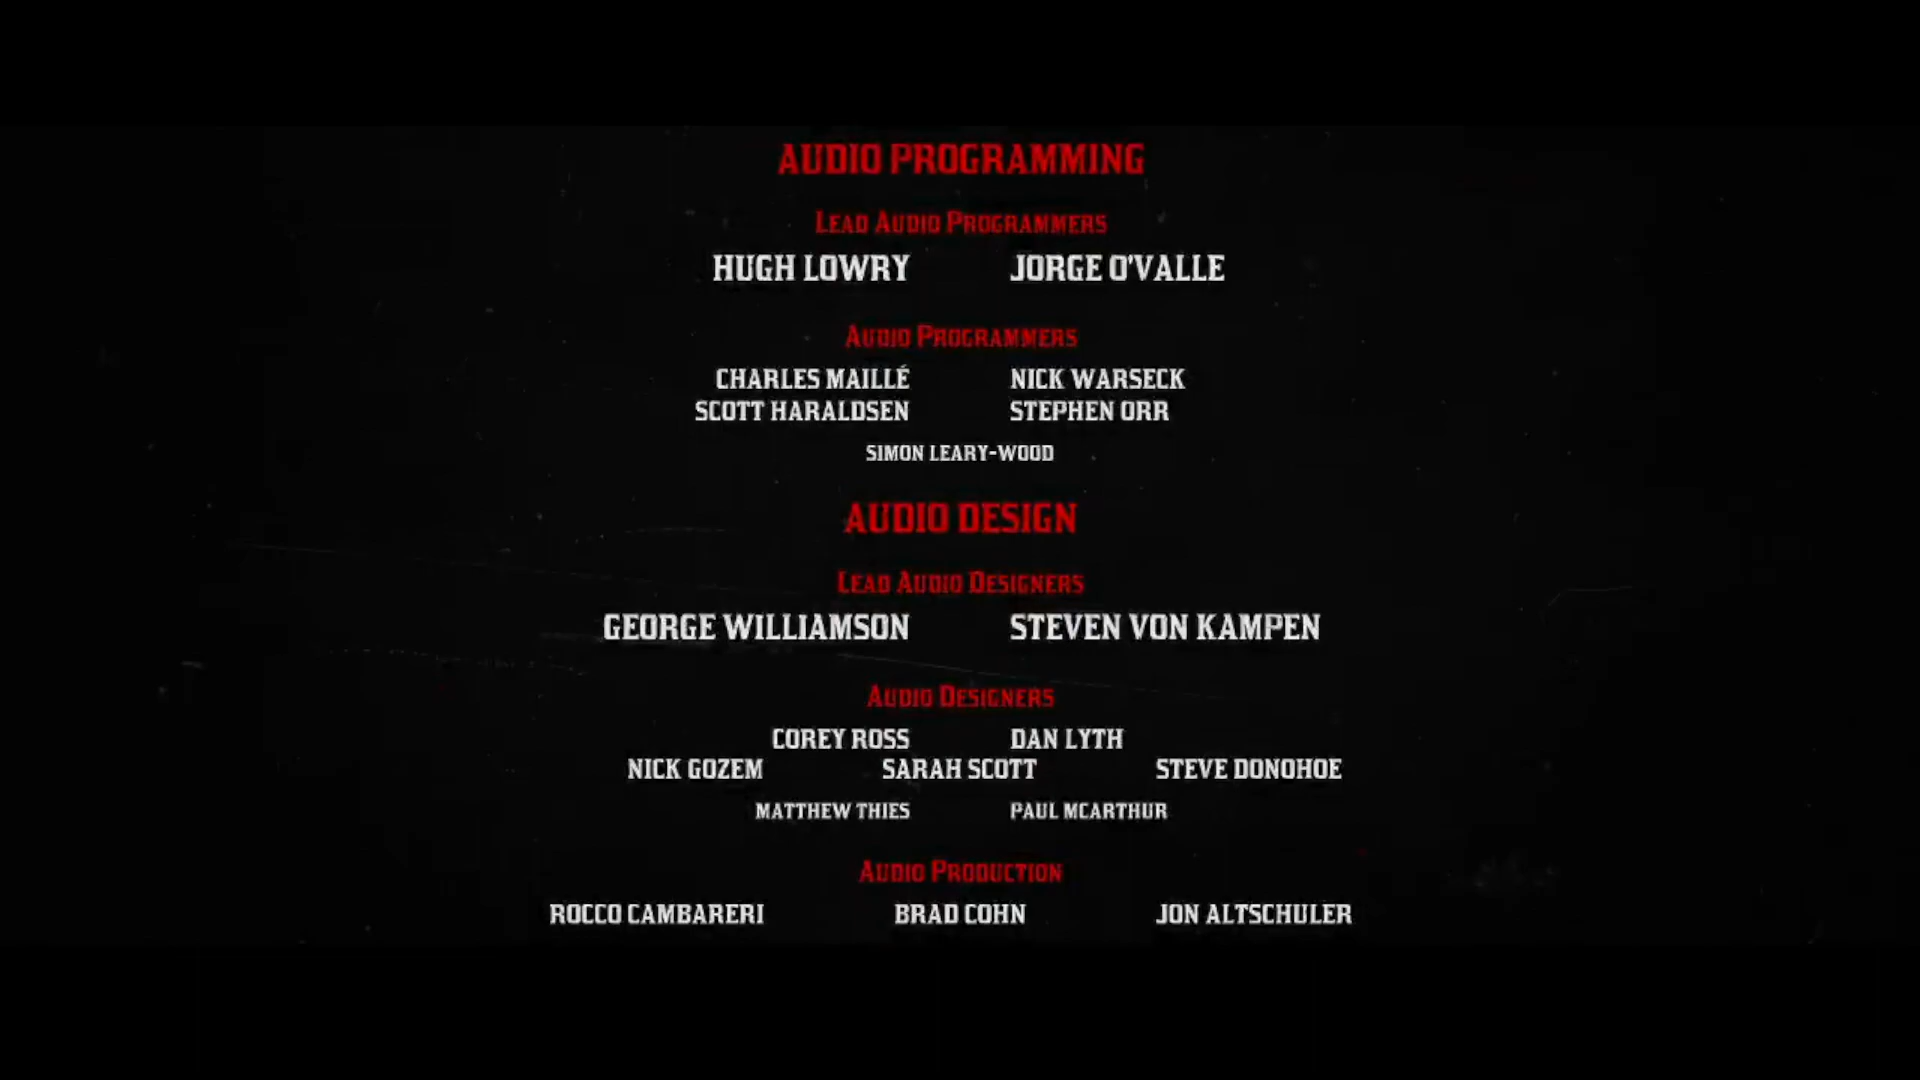 AUDIO PROGRAMMING
LEAD AUDIO PROGRAMMERS
HUGH LOWRY JORGE O'VALLE
AUDIO PROGRAMMERS
CHARLES MAILLÉ NICK WARSECK
SCOTT HARALDSEN STEPHEN ORR
SIMON LEARY-WOOD
AUDIO DESIGN
LEAD AUDIO DESIGNERS
GEORGE WILLIAMSON STEVEN VON KAMPEN
AUDIO DESIGNERS
COREY ROSS DAN LYTH
NICK GOZEM SARAH SCOTT STEVE DONOHOE
MATTHEW THIES PAUL MCARTHUR
AUDIO PRODUCTION
ROCCO CAMBARERI BRAD COHN JON ALTSCHULER